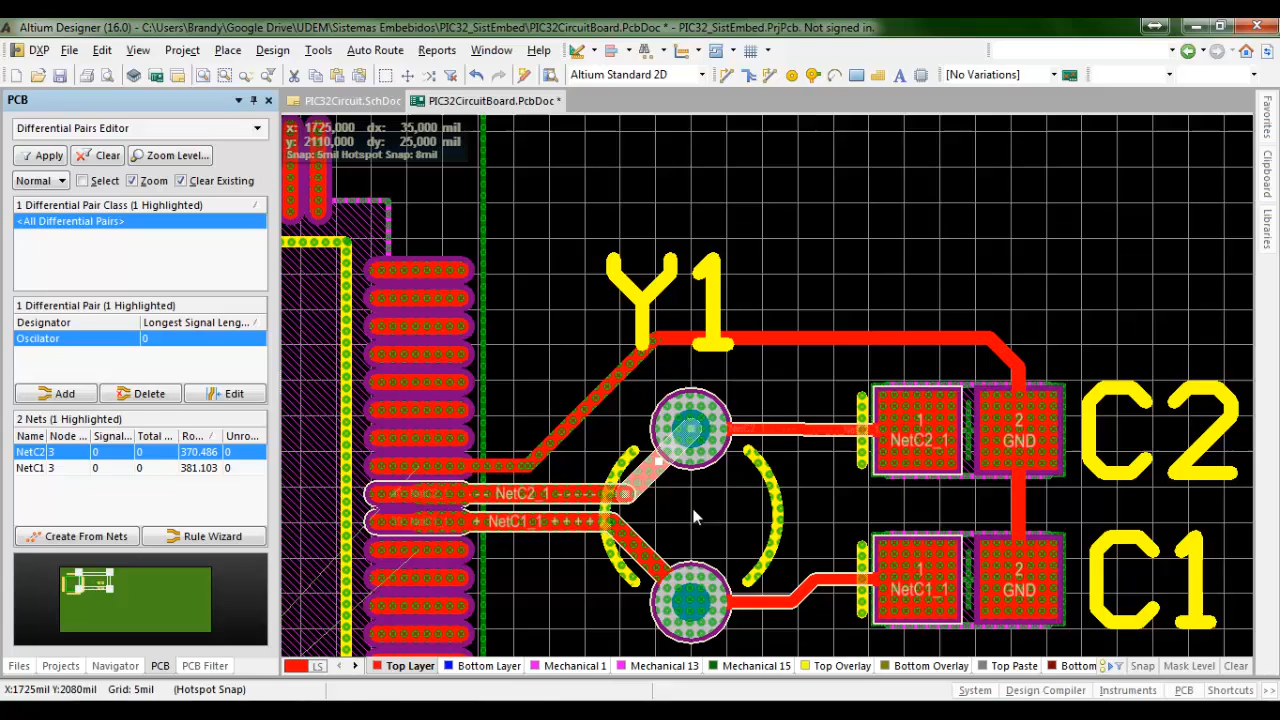 Altium Designer (16.0) - C:\Users\Brandy\Google Drive\UDEM\Sistemas Embebidos\PIC32_SistEmbed\PIC32CircuitBoard.PcbDoc * - PIC32_SistEmbed.PrjPcb. Not signed in.
DXP File Edit View Project Place Design Tools Auto Route Reports Window Help
Altium Standard 2D [No Variations]
PCB PIC32Circuit.SchDoc PIC32CircuitBoard.PcbDoc *
Differential Pairs Editor
x: 1725,000 dx: 35,000 mil
y: 2110,000 dy: 25,000 mil
Snap: 5mil Hotspot Snap: 8mil
Apply Clear Zoom Level...
Normal Select Zoom Clear Existing
1 Differential Pair Class (1 Highlighted)
<All Differential Pairs>
1 Differential Pair (1 Highlighted)
Designator Longest Signal Leng...
Oscilator 0
Add Delete Edit
2 Nets (1 Highlighted)
Name Node ... Signal... Total ... Ro... Unro...
NetC2 3 0 0 370.486 0
NetC1 3 0 0 381.103 0
Create From Nets Rule Wizard
Y1
1
NetC2_1
2
GND
C2
NetC2_1
NetC1_1
1
NetC1_1
2
GND
C1
Favorites
Clipboard
Libraries
Files Projects Navigator PCB PCB Filter
LS Top Layer Bottom Layer Mechanical 1 Mechanical 13 Mechanical 15 Top Overlay Bottom Overlay Top Paste Bottom Snap Mask Level Clear
X:1725mil Y:2080mil Grid: 5mil (Hotspot Snap)
System Design Compiler Instruments PCB Shortcuts >>